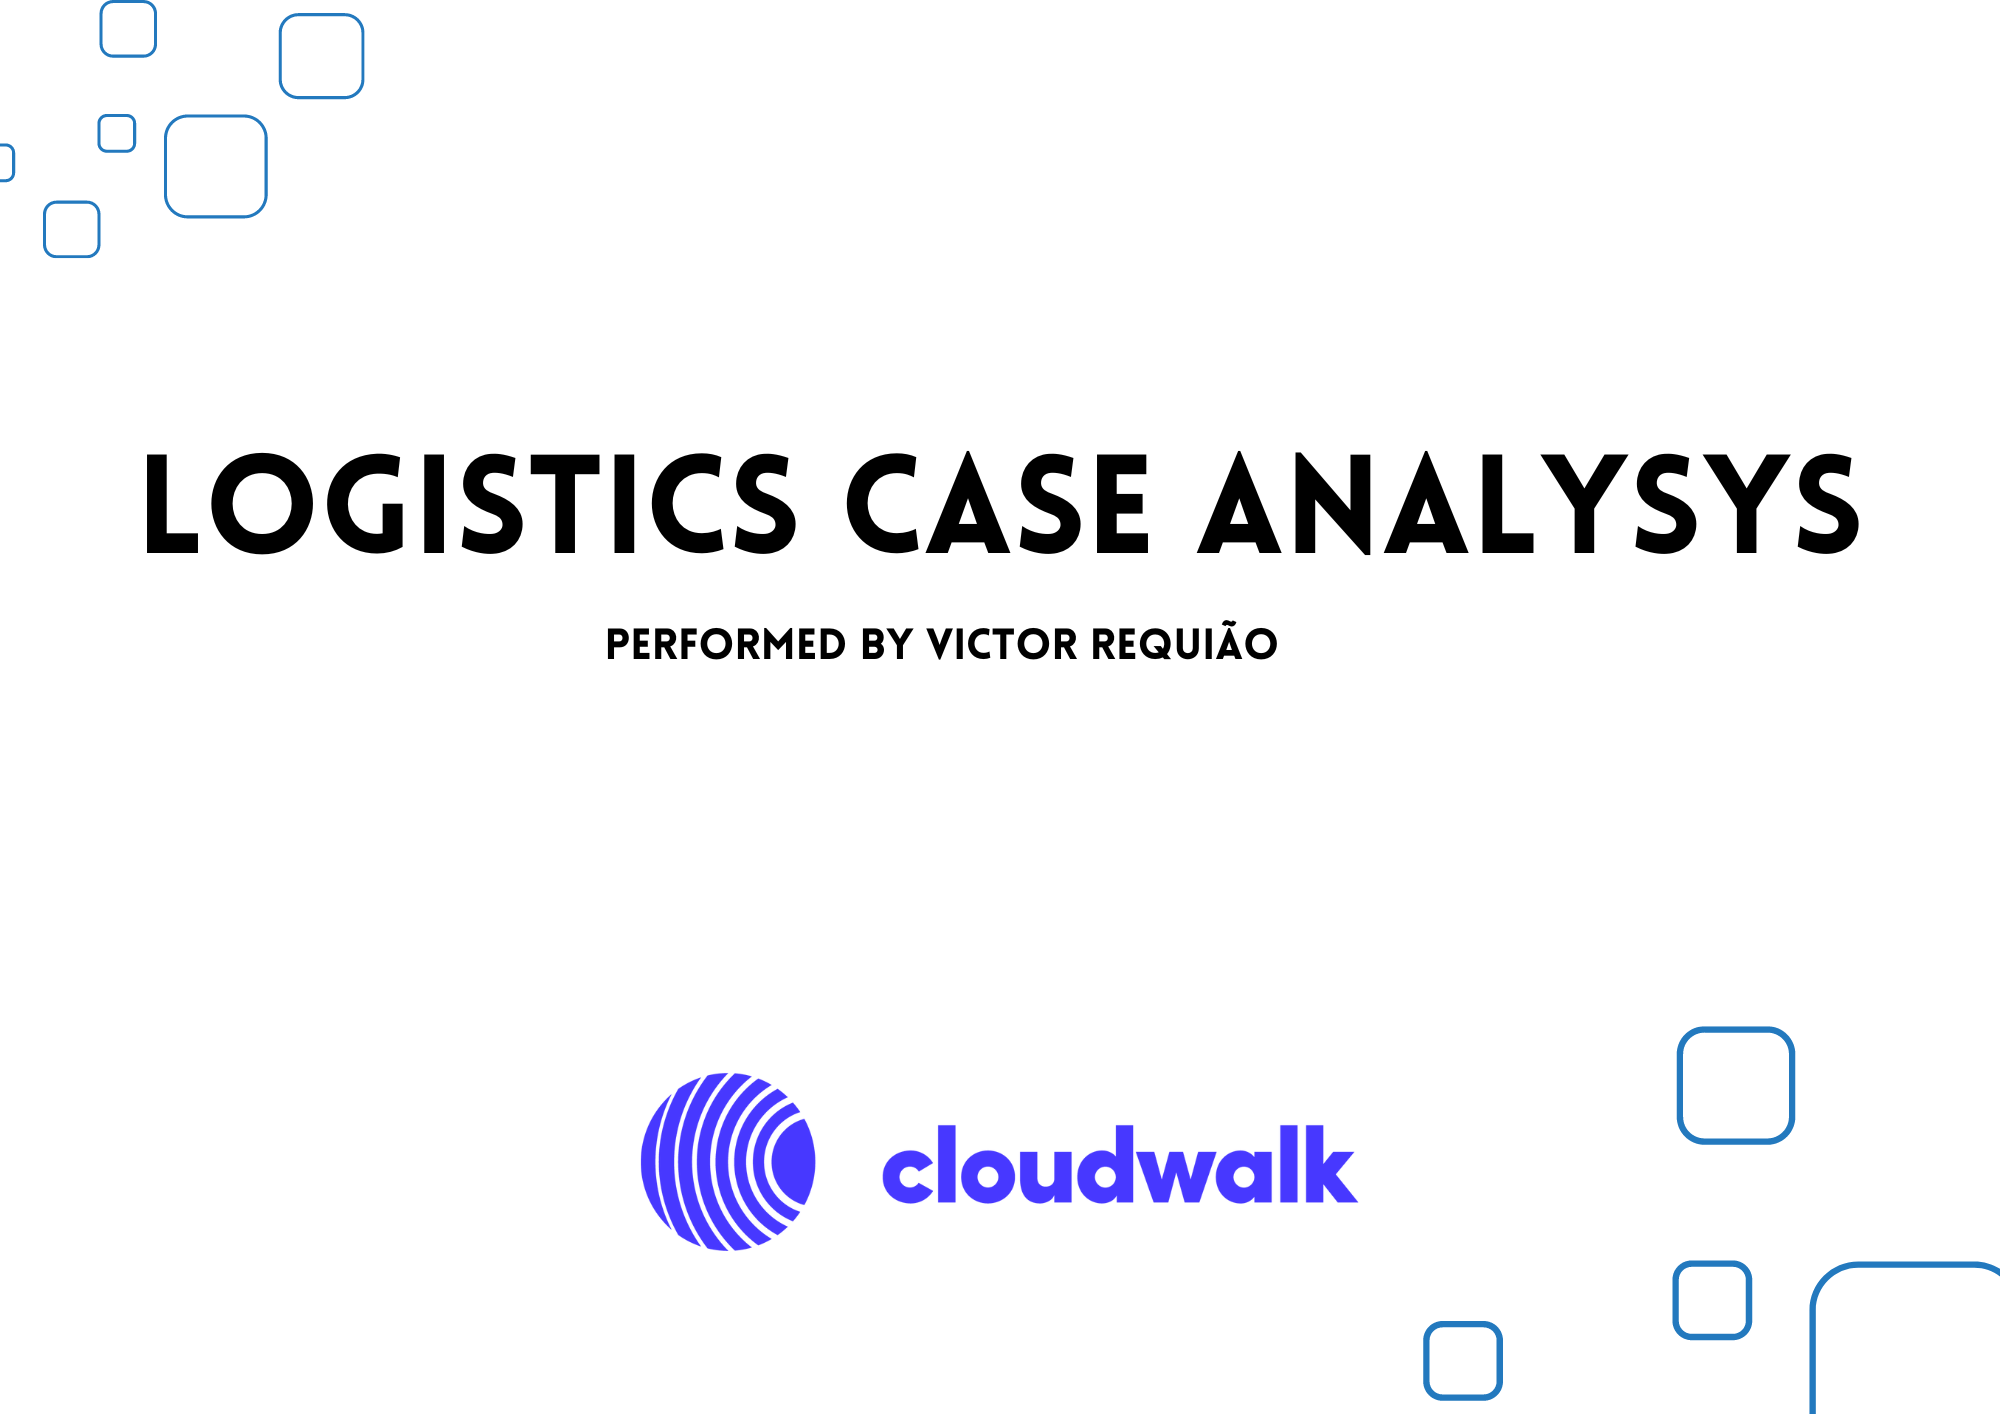 LOGISTICS CASE ANALYSYS
PERFORMED BY VICTOR REQUIÃO
cloudwalk